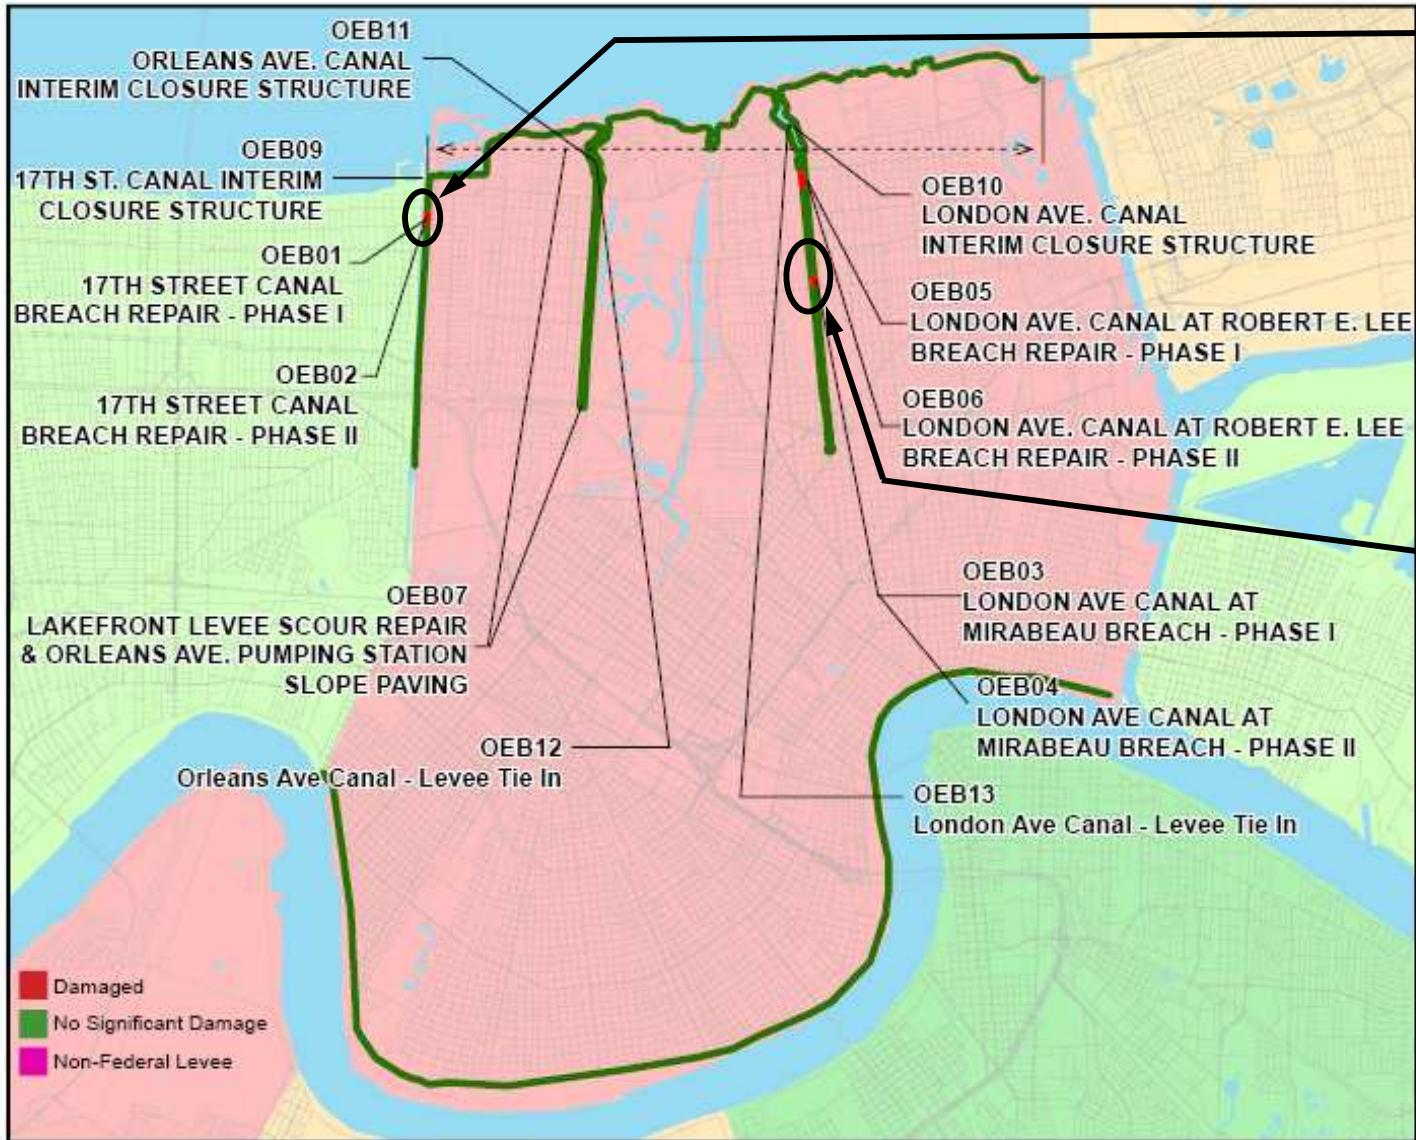 OEB11
ORLEANS AVE. CANAL
INTERIM CLOSURE STRUCTURE
OEB09
17TH ST. CANAL INTERIM
CLOSURE STRUCTURE
OEB01
17TH STREET CANAL
BREACH REPAIR - PHASE I
OEB02
17TH STREET CANAL
BREACH REPAIR - PHASE II
OEB10
LONDON AVE. CANAL
INTERIM CLOSURE STRUCTURE
OEB05
LONDON AVE. CANAL AT ROBERT E. LEE
BREACH REPAIR - PHASE I
OEB06
LONDON AVE. CANAL AT ROBERT E. LEE
BREACH REPAIR - PHASE II
OEB07
LAKEFRONT LEVEE SCOUR REPAIR
& ORLEANS AVE. PUMPING STATION
SLOPE PAVING
OEB03
LONDON AVE CANAL AT
MIRABEAU BREACH - PHASE I
OEB04
LONDON AVE CANAL AT
MIRABEAU BREACH - PHASE II
OEB12
Orleans Ave Canal - Levee Tie In
OEB13
London Ave Canal - Levee Tie In
Damaged
No Significant Damage
Non-Federal Levee